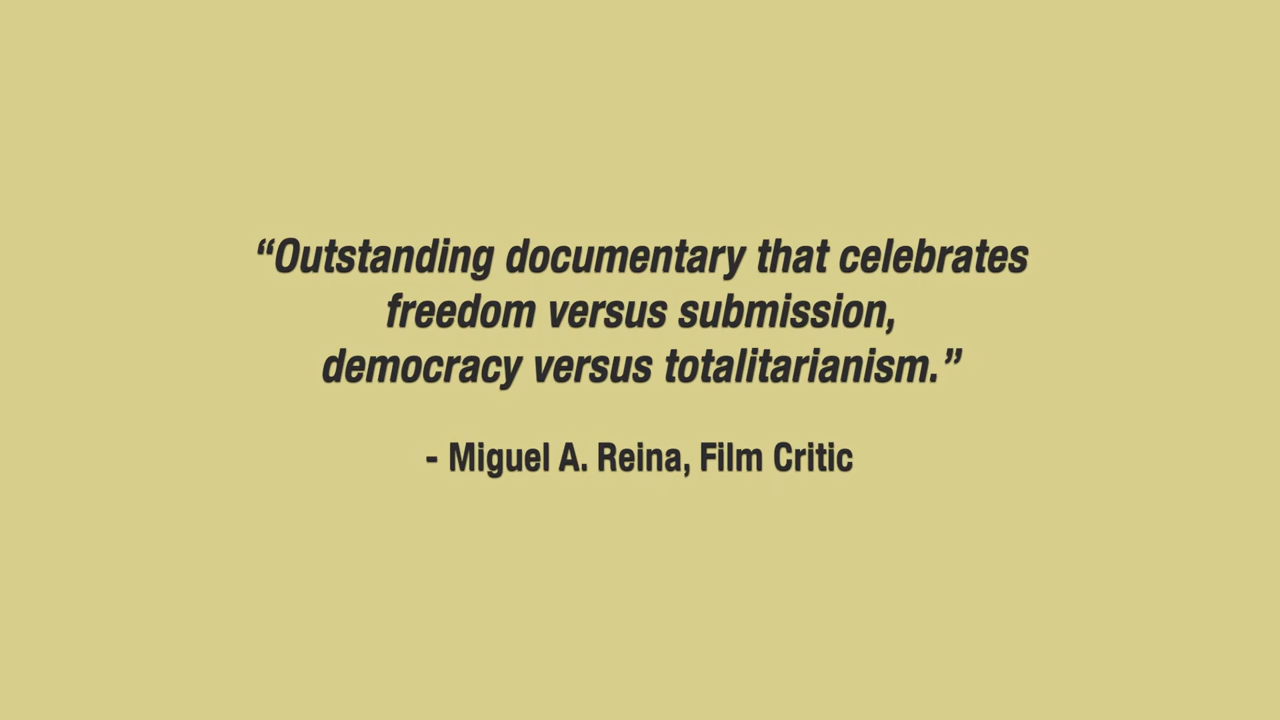 “Outstanding documentary that celebrates
freedom versus submission,
democracy versus totalitarianism.”
- Miguel A. Reina, Film Critic